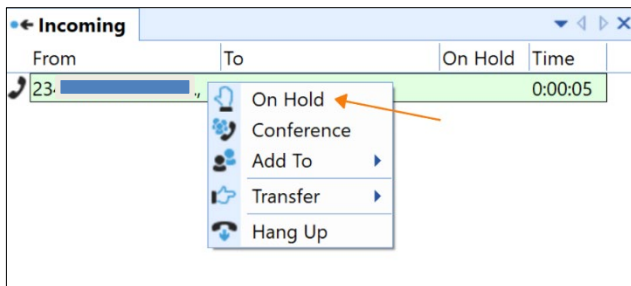 Incoming
From To On Hold Time
23 0:00:05
On Hold
Conference
Add To
Transfer
Hang Up